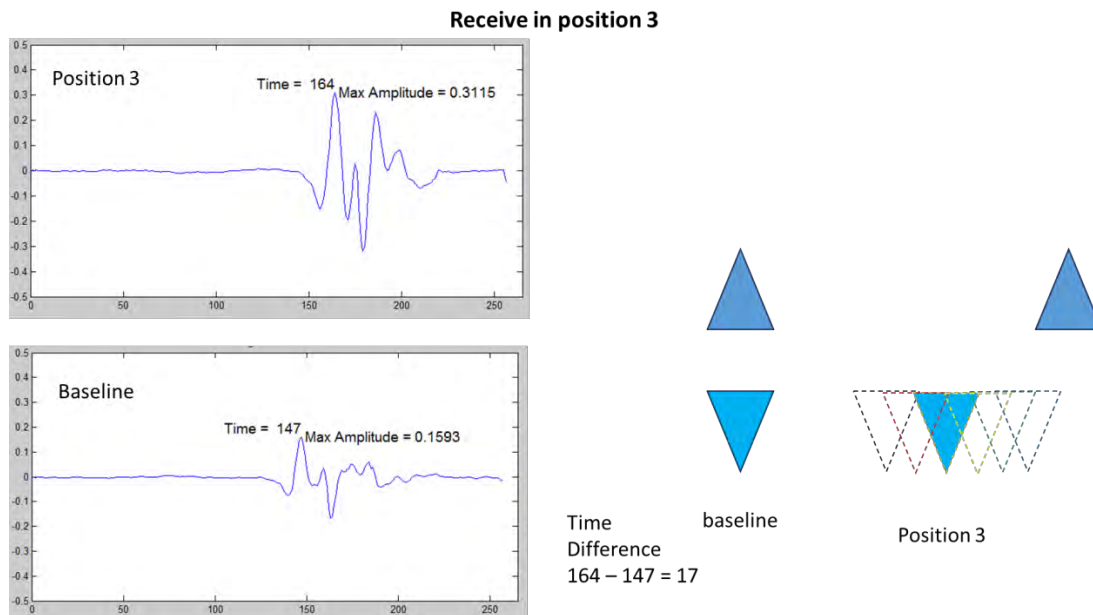 Receive in position 3
0.5
0.4
0.3
0.2
0.1
0
-0.1
-0.2
-0.3
-0.4
-0.5
0 50 100 150 200 250
Position 3
Time = 164
Max Amplitude = 0.3115
0.5
0.4
0.3
0.2
0.1
0
-0.1
-0.2
-0.3
-0.4
-0.5
0 50 100 150 200 250
Baseline
Time = 147
Max Amplitude = 0.1593
baseline
Position 3
Time
Difference
164 – 147 = 17